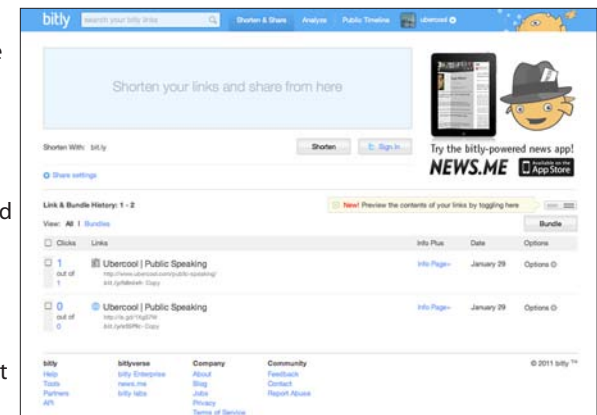 bitly
search your bitly links
Shorten & Share Analyze Public Timeline ubercool
Shorten your links and share from here
Shorten With: bit.ly
Shorten
Sign In
Share settings
Try the bitly-powered news app!
NEWS.ME
Available on the
App Store
Link & Bundle History: 1 - 2
New! Preview the contents of your links by toggling here
View: All | Bundles
Bundle
Clicks Links Info Plus Date Options
1 Ubercool | Public Speaking Info Page+ January 29 Options
out of http://www.ubercool.com/public-speaking/
1 Copy
0 Ubercool | Public Speaking Info Page+ January 29 Options
out of
0 Copy
bitly bitlyverse Company Community © 2011 bitly ™
Help bitly Enterprise About Feedback
Tools news.me Blog Contact
Partners bitly labs Jobs Report Abuse
API Privacy
Terms of Service